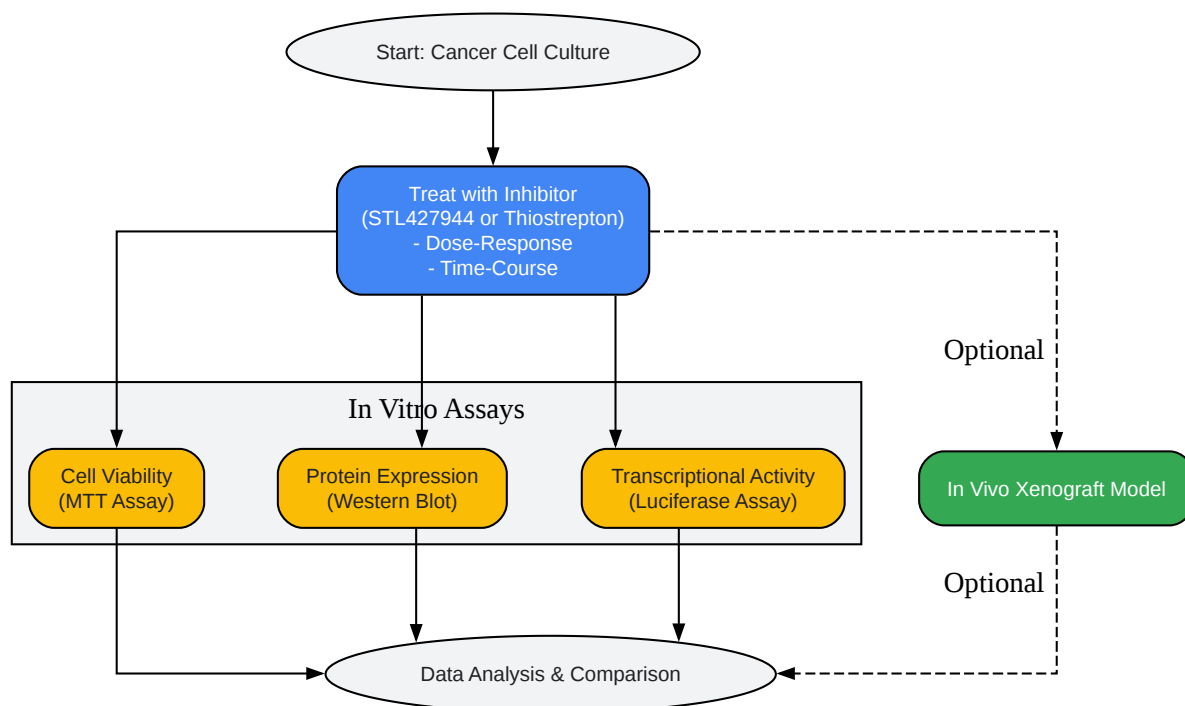 Start: Cancer Cell Culture
Treat with Inhibitor
(STL427944 or Thiostrepton)
- Dose-Response
- Time-Course
Optional
In Vitro Assays
Cell Viability
(MTT Assay)
Protein Expression
(Western Blot)
Transcriptional Activity
(Luciferase Assay)
In Vivo Xenograft Model
Optional
Data Analysis & Comparison